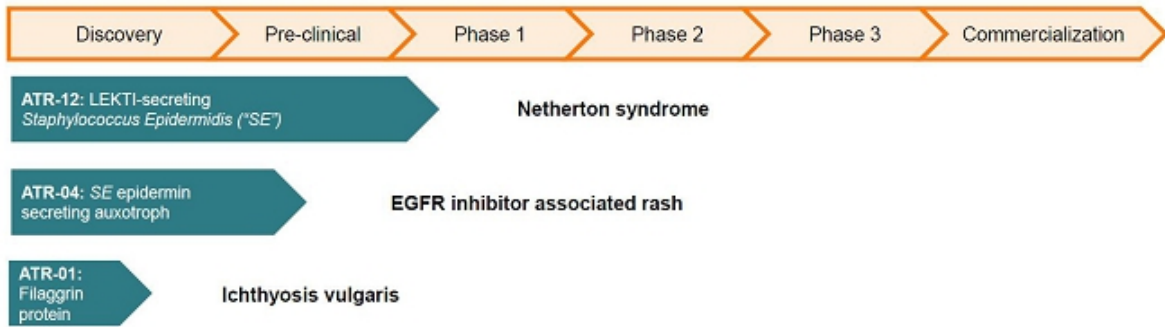 Discovery
Pre-clinical
Phase 1
Phase 2
Phase 3
Commercialization
ATR-12: LEKTI-secreting
Staphylococcus Epidermidis ("SE")
Netherton syndrome
ATR-04: SE epidermin
secreting auxotroph
EGFR inhibitor associated rash
ATR-01:
Filaggrin
protein
Ichthyosis vulgaris